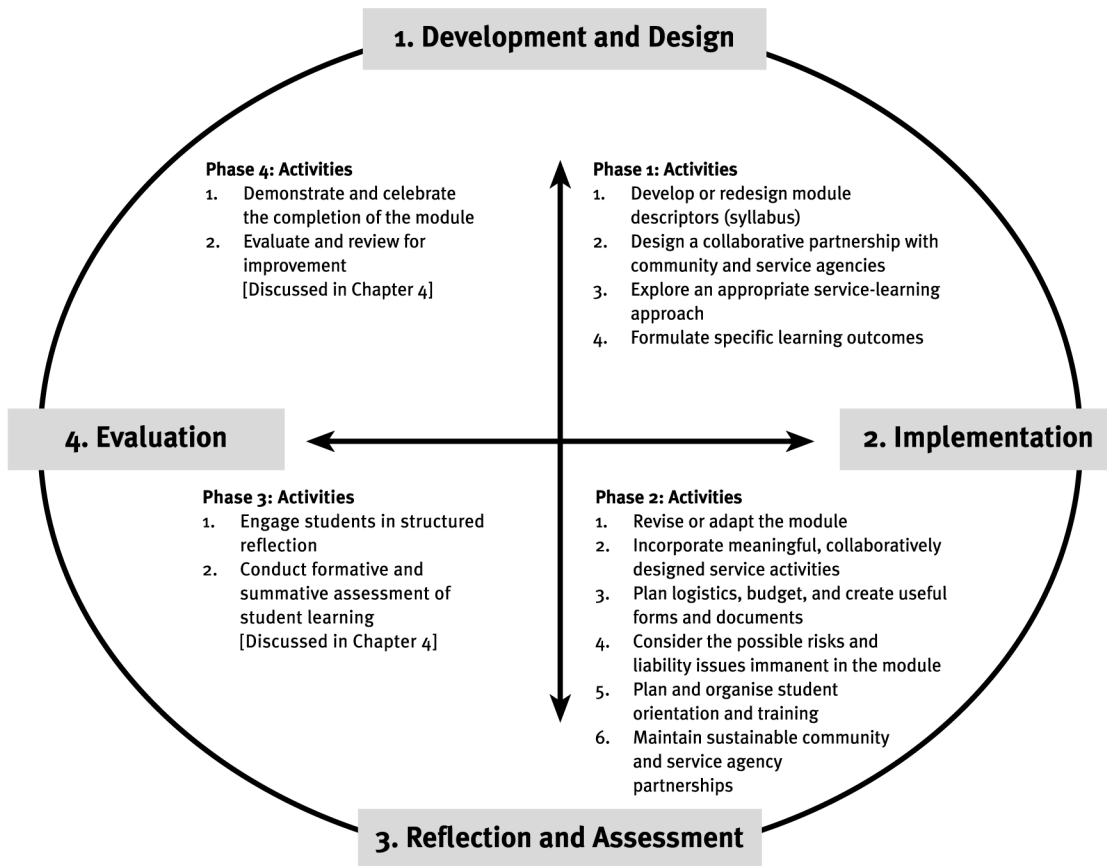 1. Development and Design
Phase 4: Activities
1. Demonstrate and celebrate
the completion of the module
2. Evaluate and review for
improvement
[Discussed in Chapter 4]
Phase 1: Activities
1. Develop or redesign module
descriptors (syllabus)
2. Design a collaborative partnership with
community and service agencies
3. Explore an appropriate service-learning
approach
4. Formulate specific learning outcomes
4. Evaluation
2. Implementation
Phase 3: Activities
1. Engage students in structured
reflection
2. Conduct formative and
summative assessment of
student learning
[Discussed in Chapter 4]
Phase 2: Activities
1. Revise or adapt the module
2. Incorporate meaningful, collaboratively
designed service activities
3. Plan logistics, budget, and create useful
forms and documents
4. Consider the possible risks and
liability issues immanent in the module
5. Plan and organise student
orientation and training
6. Maintain sustainable community
and service agency
partnerships
3. Reflection and Assessment